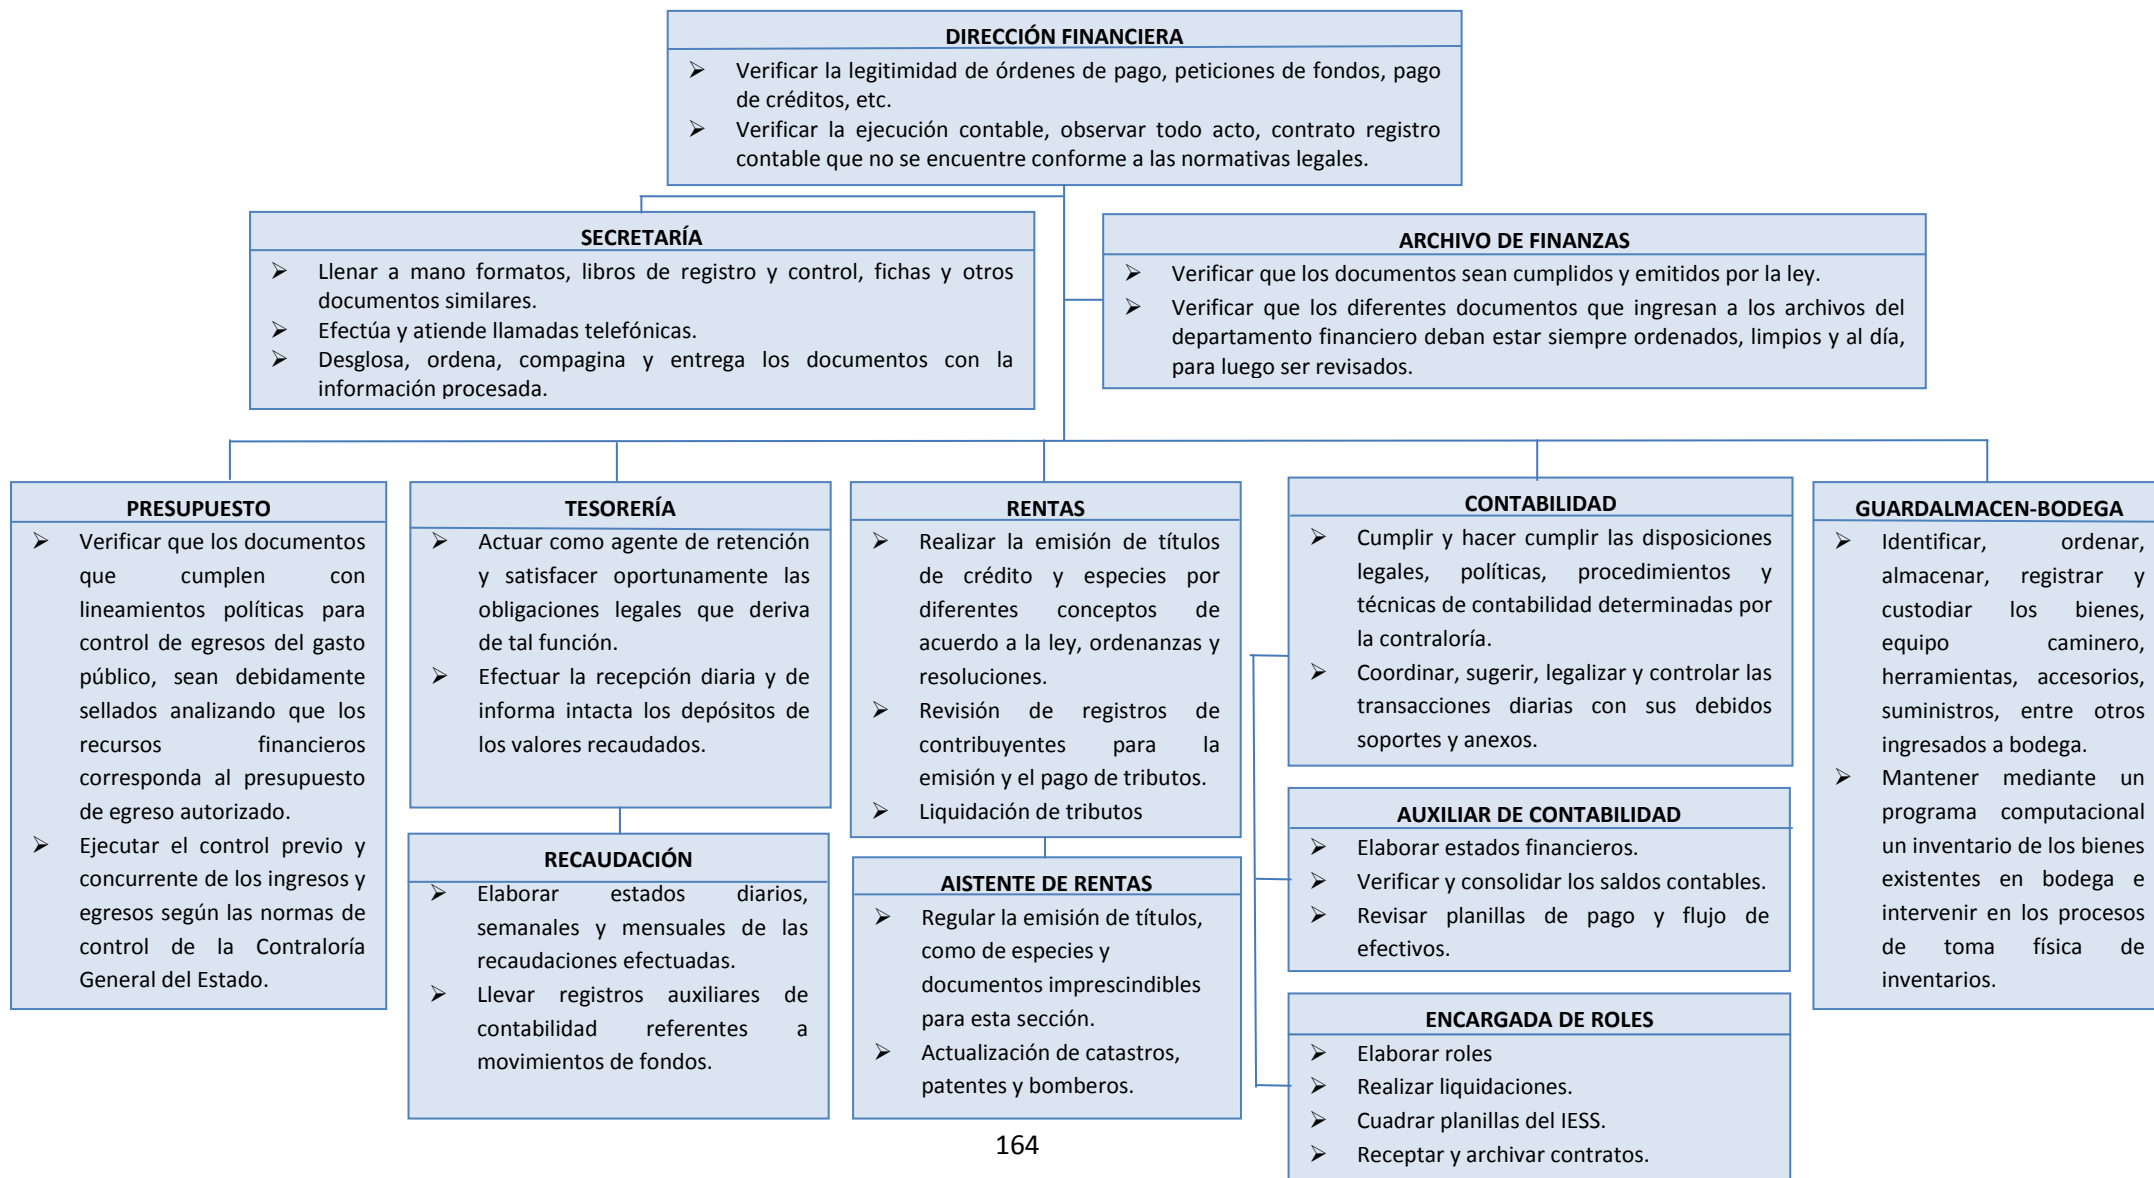 DIRECCIÓN FINANCIERA
➢ Verificar la legitimidad de órdenes de pago, peticiones de fondos, pago
de créditos, etc.
➢ Verificar la ejecución contable, observar todo acto, contrato registro
contable que no se encuentre conforme a las normativas legales.
SECRETARÍA
➢ Llenar a mano formatos, libros de registro y control, fichas y otros
documentos similares.
➢ Efectúa y atiende llamadas telefónicas.
➢ Desglosa, ordena, compagina y entrega los documentos con la
información procesada.
ARCHIVO DE FINANZAS
➢ Verificar que los documentos sean cumplidos y emitidos por la ley.
➢ Verificar que los diferentes documentos que ingresan a los archivos del
departamento financiero deban estar siempre ordenados, limpios y al día,
para luego ser revisados.
PRESUPUESTO
➢ Verificar que los documentos
que cumplen con
lineamientos políticas para
control de egresos del gasto
público, sean debidamente
sellados analizando que los
recursos financieros
corresponda al presupuesto
de egreso autorizado.
➢ Ejecutar el control previo y
concurrente de los ingresos y
egresos según las normas de
control de la Contraloría
General del Estado.
TESORERÍA
➢ Actuar como agente de retención
y satisfacer oportunamente las
obligaciones legales que deriva
de tal función.
➢ Efectuar la recepción diaria y de
informa intacta los depósitos de
los valores recaudados.
RECAUDACIÓN
➢ Elaborar estados diarios,
semanales y mensuales de las
recaudaciones efectuadas.
➢ Llevar registros auxiliares de
contabilidad referentes a
movimientos de fondos.
RENTAS
➢ Realizar la emisión de títulos
de crédito y especies por
diferentes conceptos de
acuerdo a la ley, ordenanzas y
resoluciones.
➢ Revisión de registros de
contribuyentes para la
emisión y el pago de tributos.
➢ Liquidación de tributos
AISTENTE DE RENTAS
➢ Regular la emisión de títulos,
como de especies y
documentos imprescindibles
para esta sección.
➢ Actualización de catastros,
patentes y bomberos.
CONTABILIDAD
➢ Cumplir y hacer cumplir las disposiciones
legales, políticas, procedimientos y
técnicas de contabilidad determinadas por
la contraloría.
➢ Coordinar, sugerir, legalizar y controlar las
transacciones diarias con sus debidos
soportes y anexos.
AUXILIAR DE CONTABILIDAD
➢ Elaborar estados financieros.
➢ Verificar y consolidar los saldos contables.
➢ Revisar planillas de pago y flujo de
efectivos.
ENCARGADA DE ROLES
➢ Elaborar roles
➢ Realizar liquidaciones.
➢ Cuadrar planillas del IESS.
➢ Receptar y archivar contratos.
GUARDALMACEN-BODEGA
➢ Identificar, ordenar,
almacenar, registrar y
custodiar los bienes,
equipo caminero,
herramientas, accesorios,
suministros, entre otros
ingresados a bodega.
➢ Mantener mediante un
programa computacional
un inventario de los bienes
existentes en bodega e
intervenir en los procesos
de toma física de
inventarios.
164